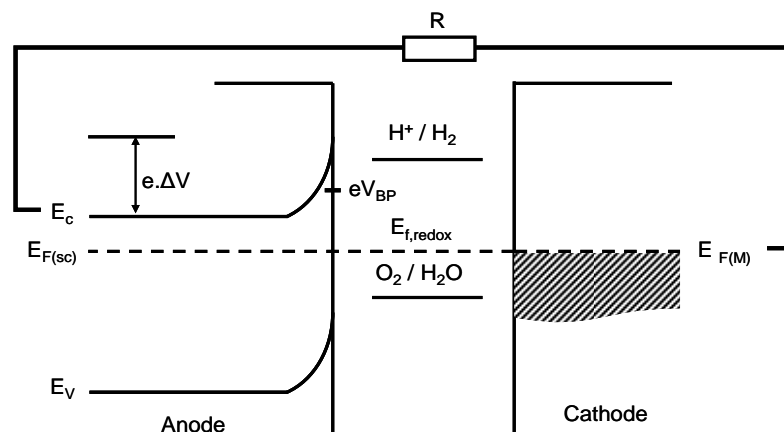 R
H⁺ / H₂
e.ΔV
eV_BP
E_c
E_f,redox
E_F(sc)
E_F(M)
O₂ / H₂O
E_V
Anode
Cathode